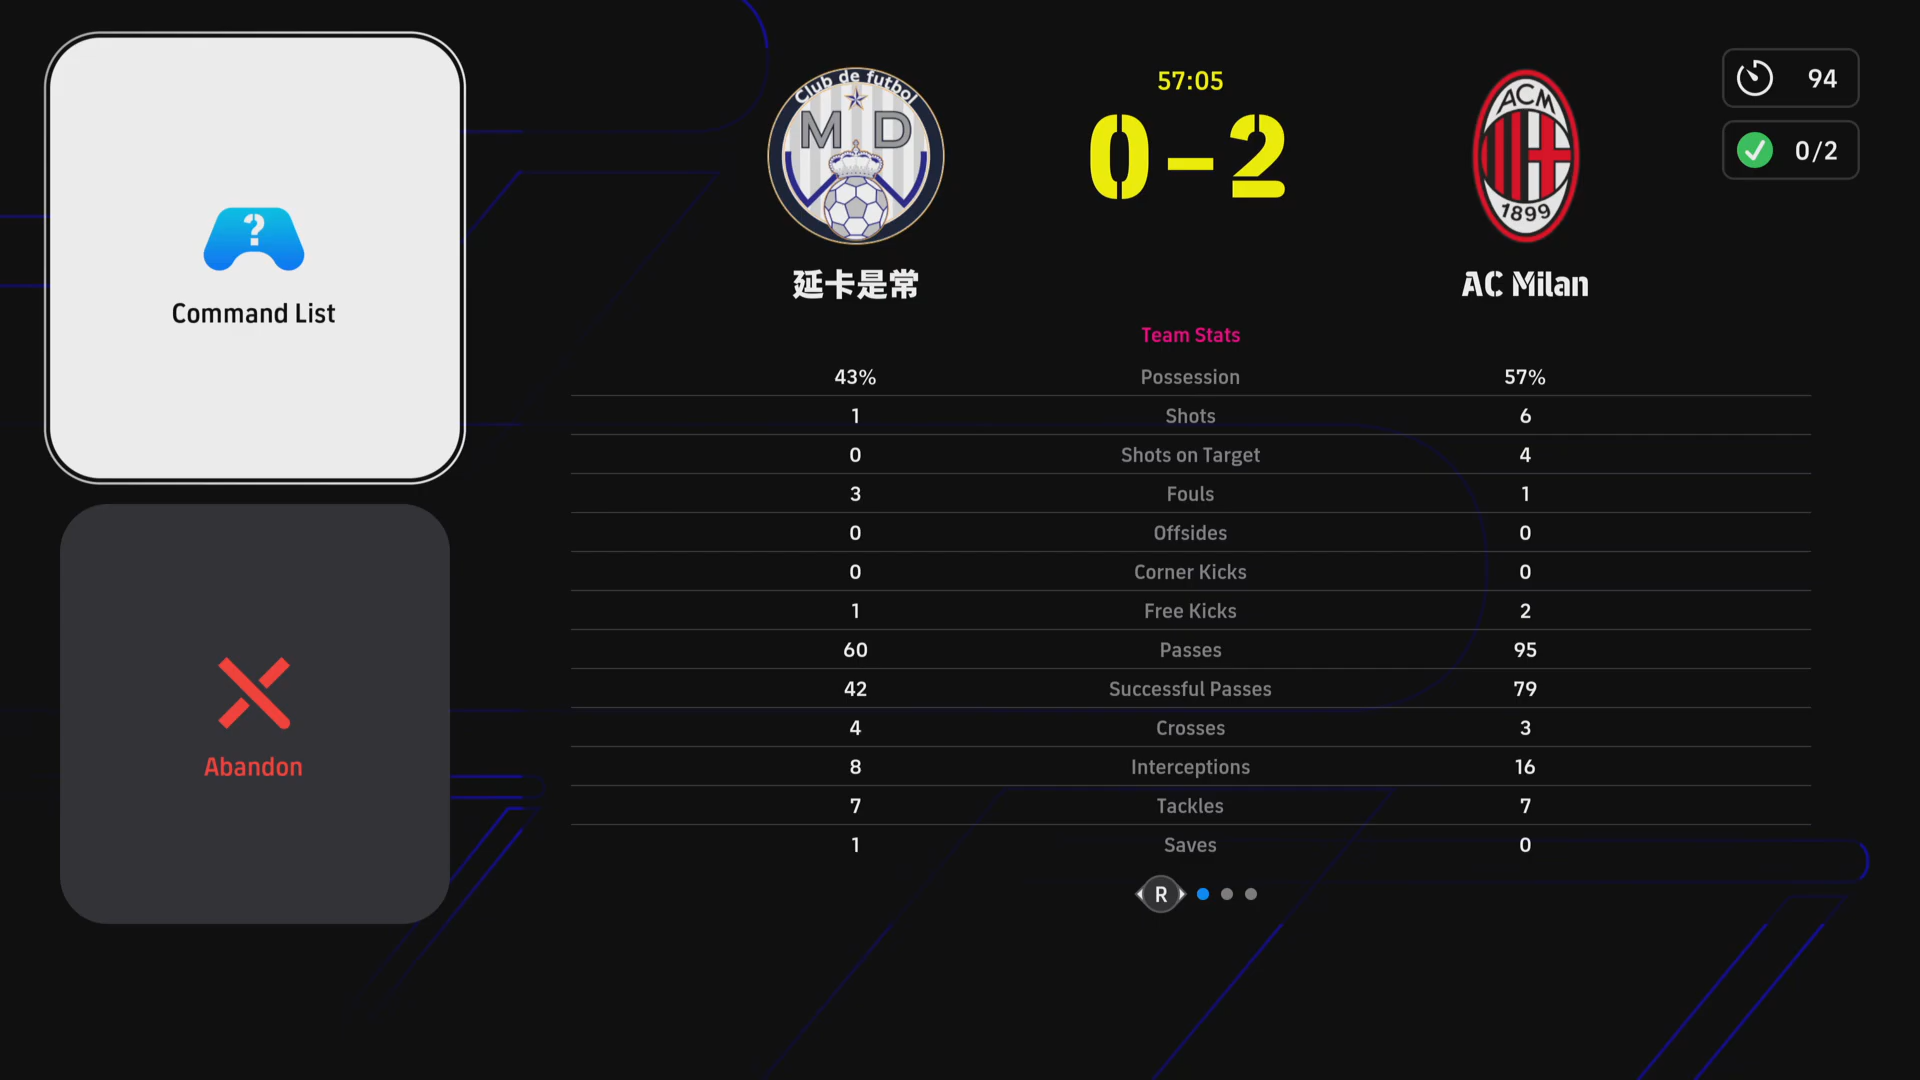 ?
Command List
Abandon
Club de futbol
M D
延卡是常
57:05
0-2
ACM
1899
AC Milan
94
0/2
Team Stats
43% Possession 57%
1 Shots 6
0 Shots on Target 4
3 Fouls 1
0 Offsides 0
0 Corner Kicks 0
1 Free Kicks 2
60 Passes 95
42 Successful Passes 79
4 Crosses 3
8 Interceptions 16
7 Tackles 7
1 Saves 0
R